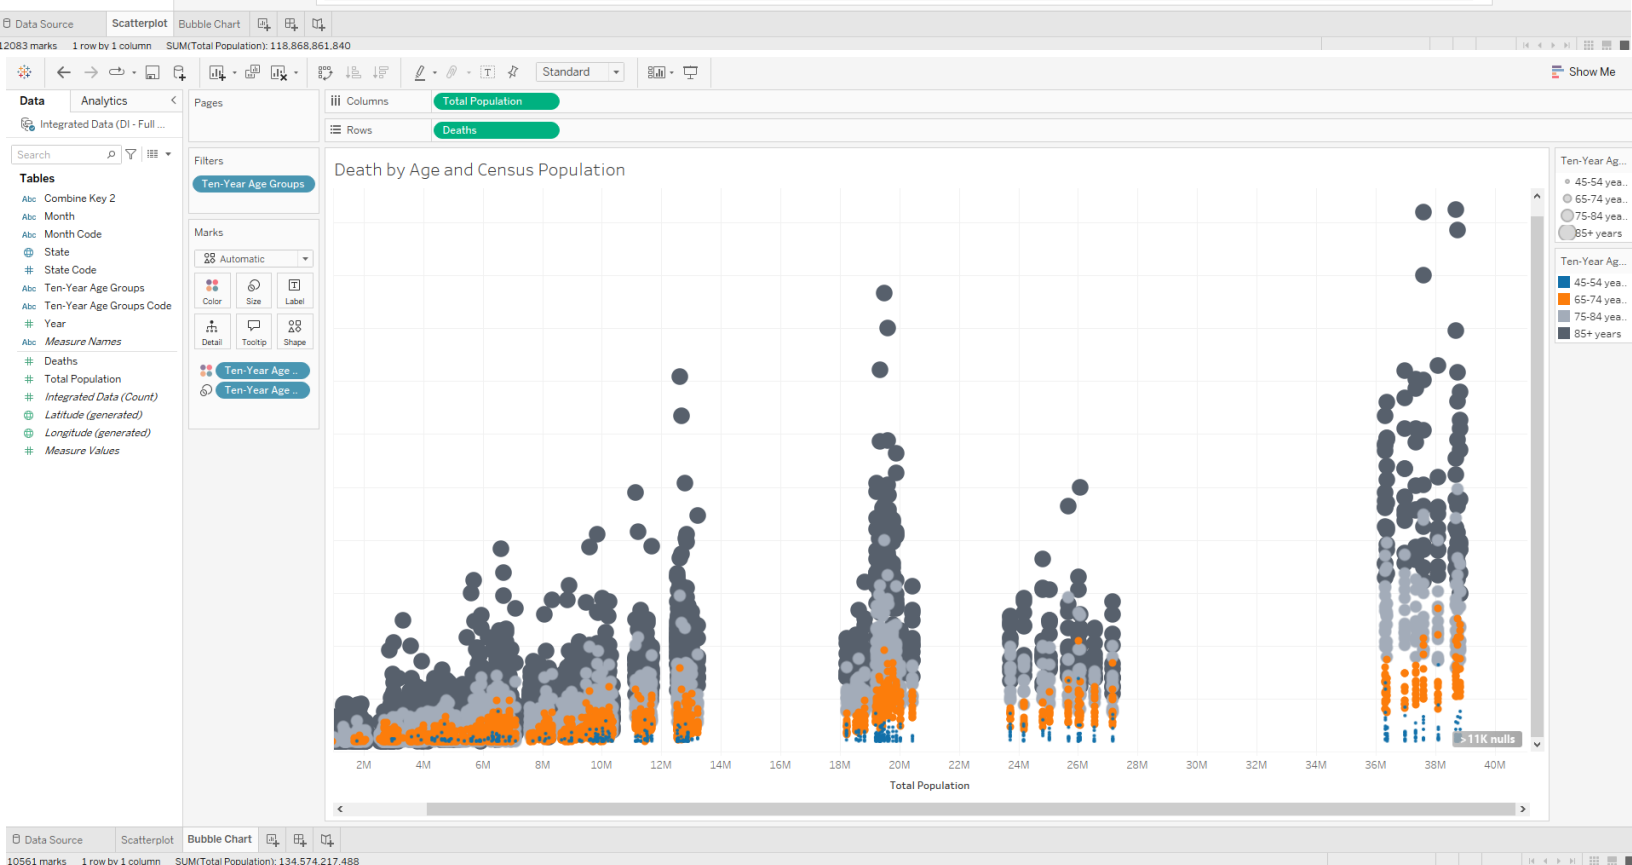 Data Source Scatterplot Bubble Chart
12083 marks 1 row by 1 column SUM(Total Population): 118,868,861,840
Standard
Show Me
Data Analytics
Integrated Data (DI - Full ...
Search
Tables
Abc Combine Key 2
Abc Month
Abc Month Code
State
# State Code
Abc Ten-Year Age Groups
Abc Ten-Year Age Groups Code
# Year
Abc Measure Names
# Deaths
# Total Population
# Integrated Data (Count)
Latitude (generated)
Longitude (generated)
# Measure Values
Pages
Filters
Ten-Year Age Groups
Marks
Automatic
Color Size Label
Detail Tooltip Shape
Ten-Year Age ..
Ten-Year Age ..
Columns Total Population
Rows Deaths
Death by Age and Census Population
>11K nulls
2M 4M 6M 8M 10M 12M 14M 16M 18M 20M 22M 24M 26M 28M 30M 32M 34M 36M 38M 40M
Total Population
Ten-Year Ag...
45-54 yea..
65-74 yea..
75-84 yea..
85+ years
Ten-Year Ag...
45-54 yea..
65-74 yea..
75-84 yea..
85+ years
Data Source Scatterplot Bubble Chart
10561 marks 1 row by 1 column SUM(Total Population): 134,574,217,488